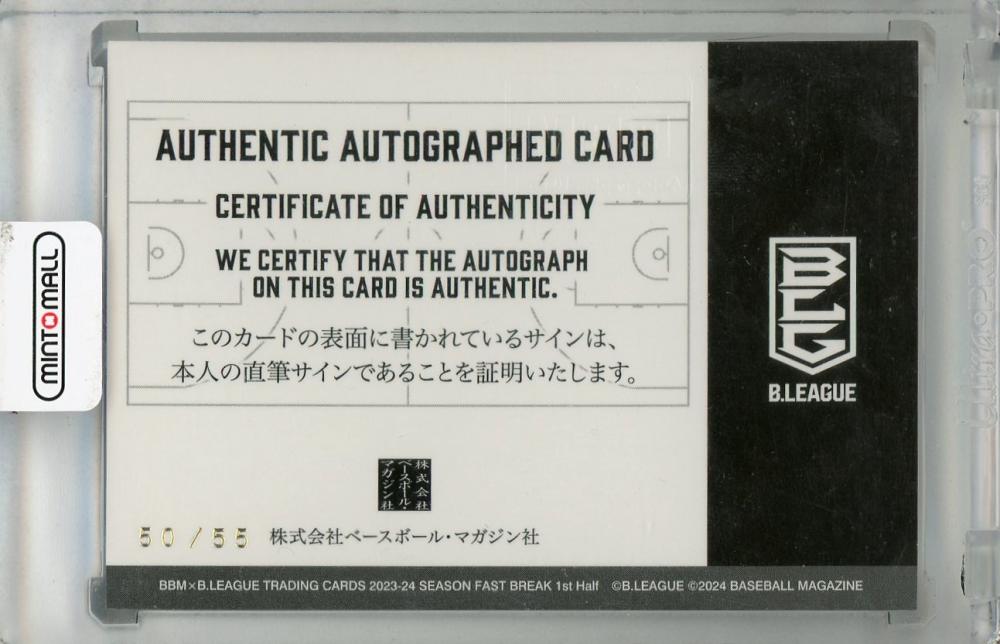 AUTHENTIC AUTOGRAPHED CARD
CERTIFICATE OF AUTHENTICITY
WE CERTIFY THAT THE AUTOGRAPH
ON THIS CARD IS AUTHENTIC.
このカードの表面に書かれているサインは、
本人の直筆サインであることを証明いたします。
株式会社
ベースボール・
マガジン社
50/55 株式会社ベースボール・マガジン社
BBM×B.LEAGUE TRADING CARDS 2023-24 SEASON FAST BREAK 1st Half ©B.LEAGUE ©2024 BASEBALL MAGAZINE
B.LEAGUE
MINTOMALL